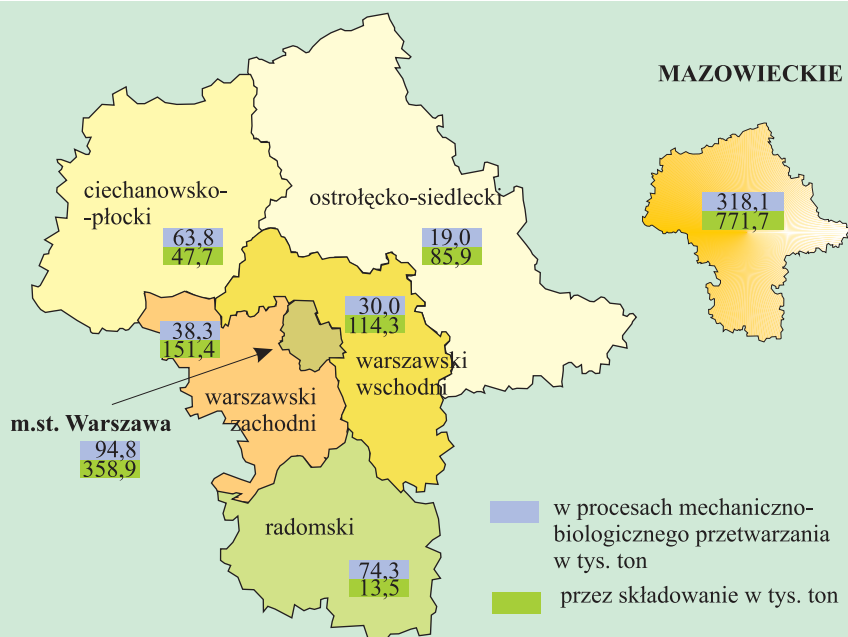 MAZOWIECKIE
318,1
771,7
ciechanowsko-
-płocki
63,8
47,7
ostrołęcko-siedlecki
19,0
85,9
30,0
114,3
warszawski
wschodni
38,3
151,4
warszawski
zachodni
m.st. Warszawa
94,8
358,9
radomski
74,3
13,5
w procesach mechaniczno-
biologicznego przetwarzania
w tys. ton
przez składowanie w tys. ton